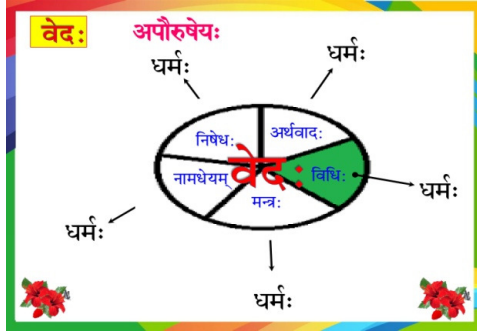 वेदः
अपौरुषेयः
धर्मः
धर्मः
निषेधः
अर्थवादः
नामधेयम्
वेदः
विधिः
मन्त्रः
धर्मः
धर्मः
धर्मः